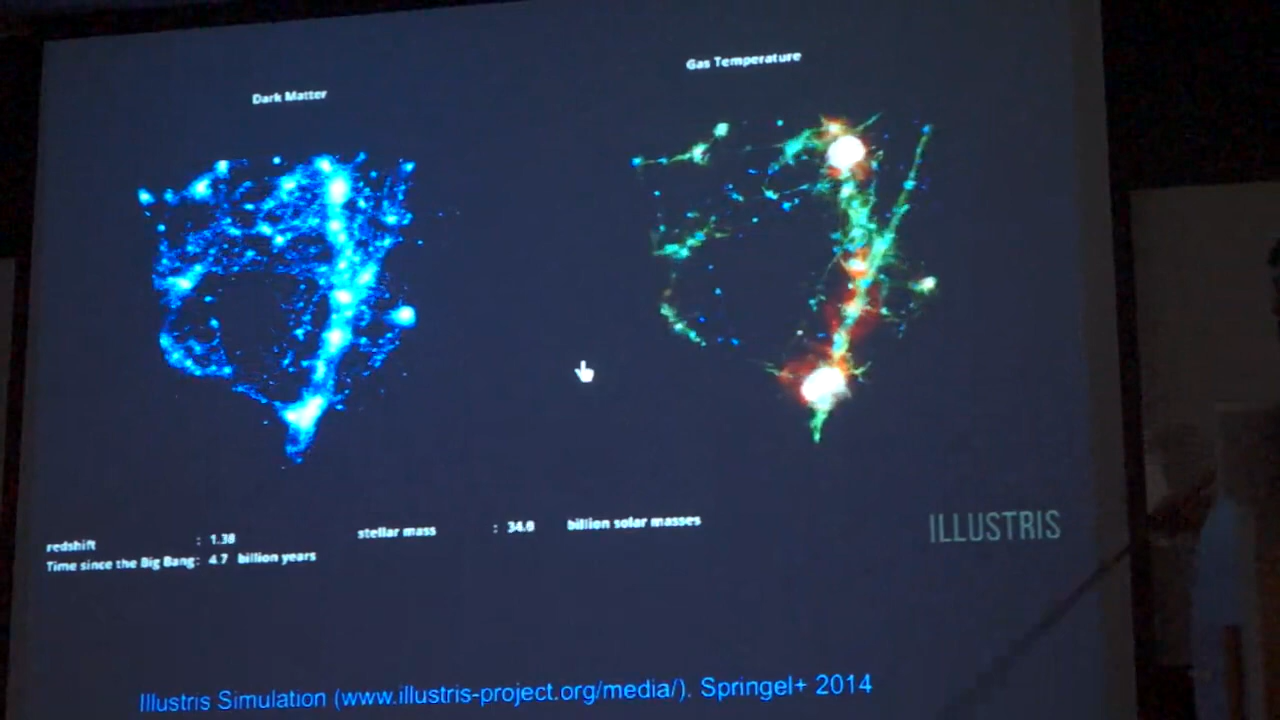 Dark Matter
Gas Temperature
redshift : 1.38
stellar mass : 34.0 billion solar masses
Time since the Big Bang: 4.7 billion years
ILLUSTRIS
Illustris Simulation (www.illustris-project.org/media/). Springel+ 2014